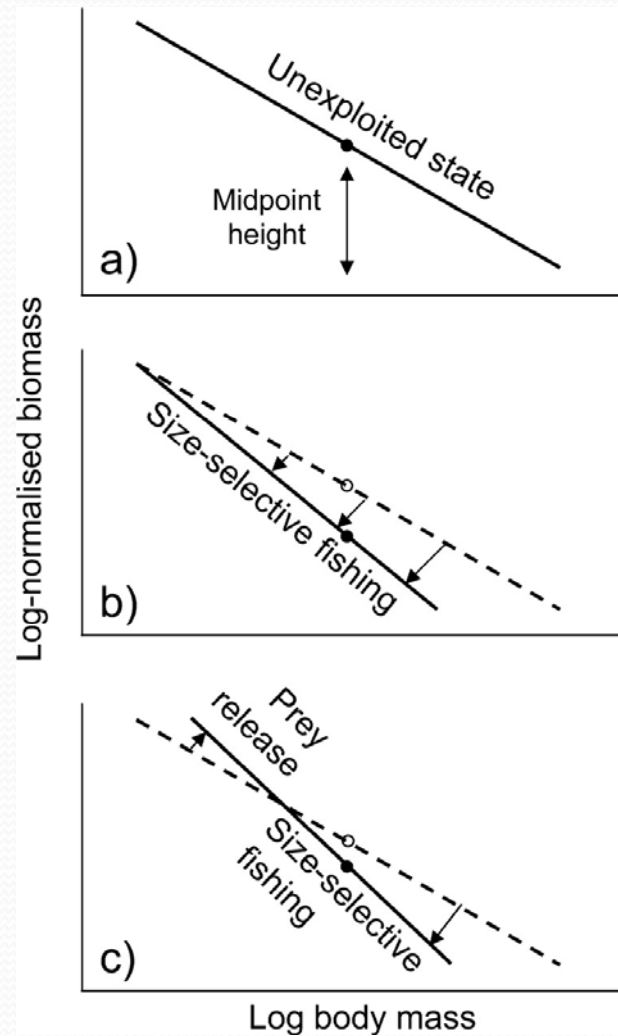 Log-normalised biomass
Unexploited state
Midpoint
height
a)
Size-selective fishing
b)
Prey
release
Size-selective
fishing
c)
Log body mass